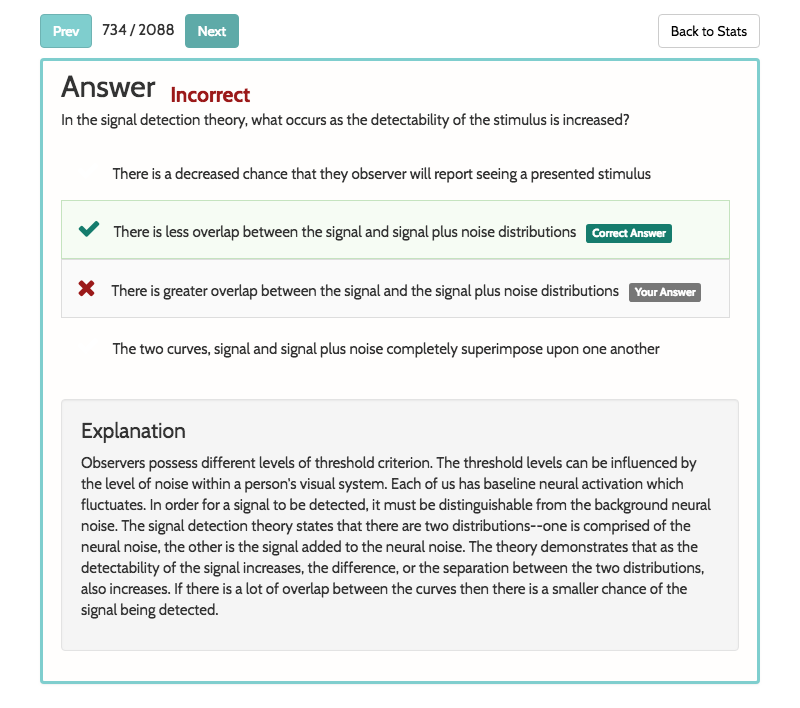 Prev 734 / 2088 Next Back to Stats
Answer Incorrect
In the signal detection theory, what occurs as the detectability of the stimulus is increased?
There is a decreased chance that they observer will report seeing a presented stimulus
There is less overlap between the signal and signal plus noise distributions Correct Answer
There is greater overlap between the signal and the signal plus noise distributions Your Answer
The two curves, signal and signal plus noise completely superimpose upon one another
Explanation
Observers possess different levels of threshold criterion. The threshold levels can be influenced by
the level of noise within a person's visual system. Each of us has baseline neural activation which
fluctuates. In order for a signal to be detected, it must be distinguishable from the background neural
noise. The signal detection theory states that there are two distributions--one is comprised of the
neural noise, the other is the signal added to the neural noise. The theory demonstrates that as the
detectability of the signal increases, the difference, or the separation between the two distributions,
also increases. If there is a lot of overlap between the curves then there is a smaller chance of the
signal being detected.